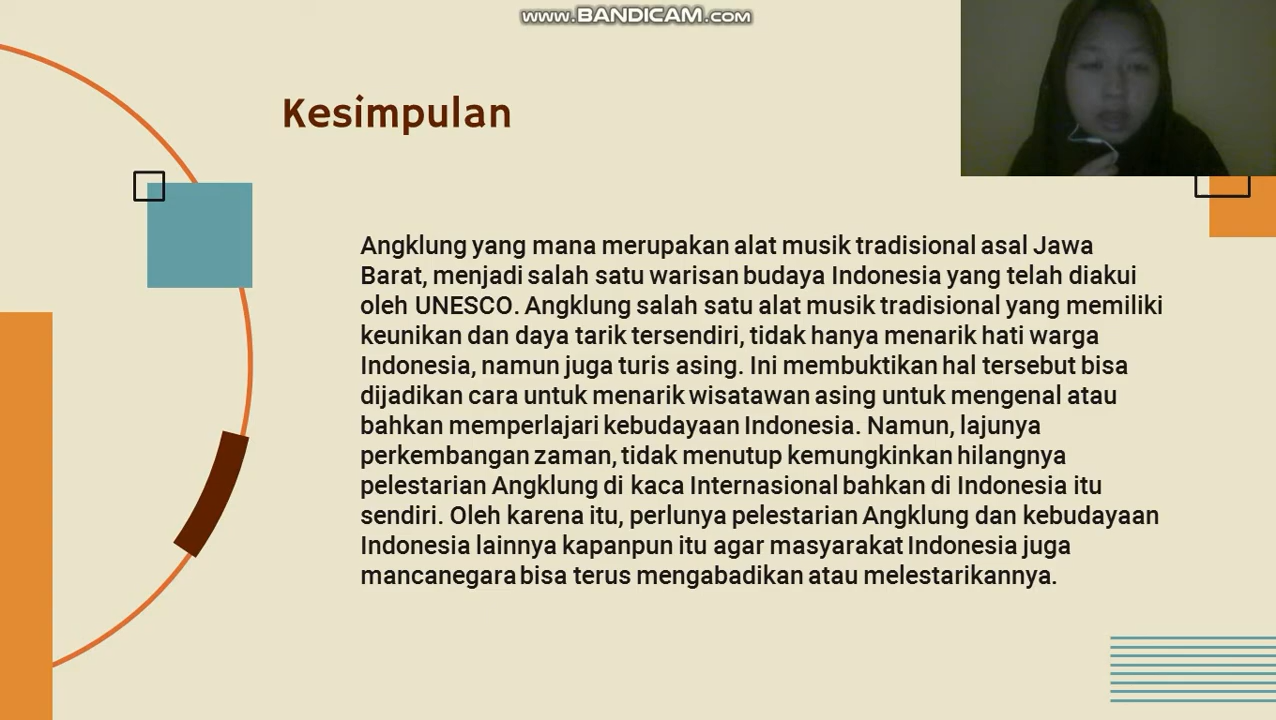 www.BANDICAM.com
Kesimpulan
Angklung yang mana merupakan alat musik tradisional asal Jawa
Barat, menjadi salah satu warisan budaya Indonesia yang telah diakui
oleh UNESCO. Angklung salah satu alat musik tradisional yang memiliki
keunikan dan daya tarik tersendiri, tidak hanya menarik hati warga
Indonesia, namun juga turis asing. Ini membuktikan hal tersebut bisa
dijadikan cara untuk menarik wisatawan asing untuk mengenal atau
bahkan memperlajari kebudayaan Indonesia. Namun, lajunya
perkembangan zaman, tidak menutup kemungkinkan hilangnya
pelestarian Angklung di kaca Internasional bahkan di Indonesia itu
sendiri. Oleh karena itu, perlunya pelestarian Angklung dan kebudayaan
Indonesia lainnya kapanpun itu agar masyarakat Indonesia juga
mancanegara bisa terus mengabadikan atau melestarikannya.